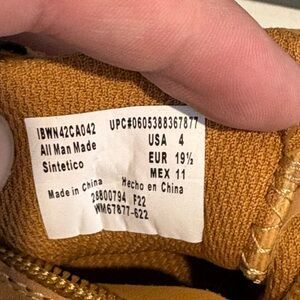 IBWN42CA042 UPC#0605388367877
All Man Made USA 4
Sintetico EUR 19½
MEX 11
Made in China Hecho en China
28800794 F22
WM67877-622